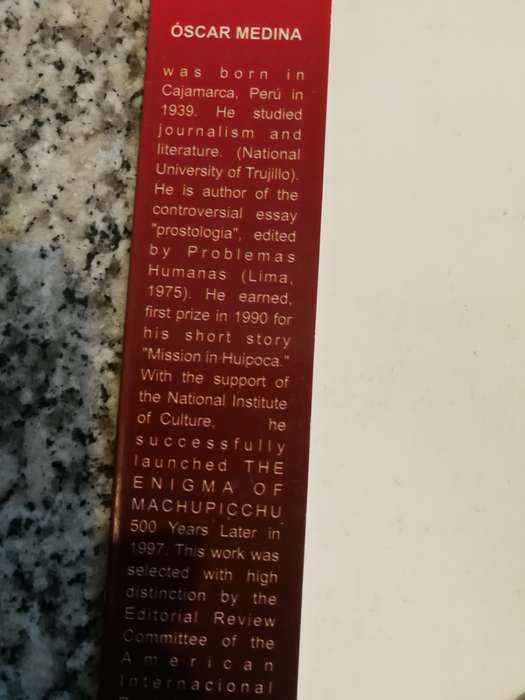 ÓSCAR MEDINA
was born in
Cajamarca, Perú in
1939. He studied
journalism and
literature. (National
University of Trujillo).
He is author of the
controversial essay
"prostologia", edited
by Problemas
Humanas (Lima,
1975). He earned,
first prize in 1990 for
his short story
"Mission in Huipoca."
With the support of
the National Institute
of Culture, he
successfully
launched THE
ENIGMA OF
MACHUPICCHU
500 Years Later in
1997. This work was
selected with high
distinction by the
Editorial Review
Committee of the
American
Internacional